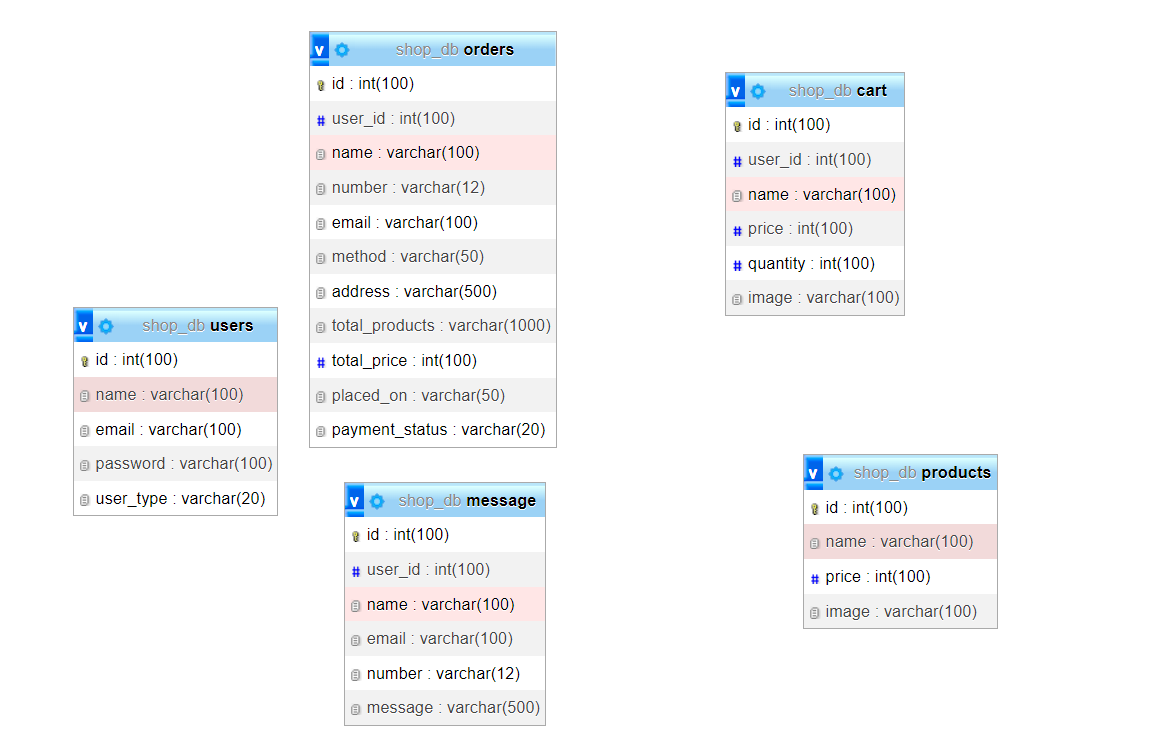 v shop_db orders
id : int(100)
user_id : int(100)
name : varchar(100)
number : varchar(12)
email : varchar(100)
method : varchar(50)
address : varchar(500)
total_products : varchar(1000)
total_price : int(100)
placed_on : varchar(50)
payment_status : varchar(20)
v shop_db cart
id : int(100)
user_id : int(100)
name : varchar(100)
price : int(100)
quantity : int(100)
image : varchar(100)
v shop_db users
id : int(100)
name : varchar(100)
email : varchar(100)
password : varchar(100)
user_type : varchar(20)
v shop_db message
id : int(100)
user_id : int(100)
name : varchar(100)
email : varchar(100)
number : varchar(12)
message : varchar(500)
v shop_db products
id : int(100)
name : varchar(100)
price : int(100)
image : varchar(100)